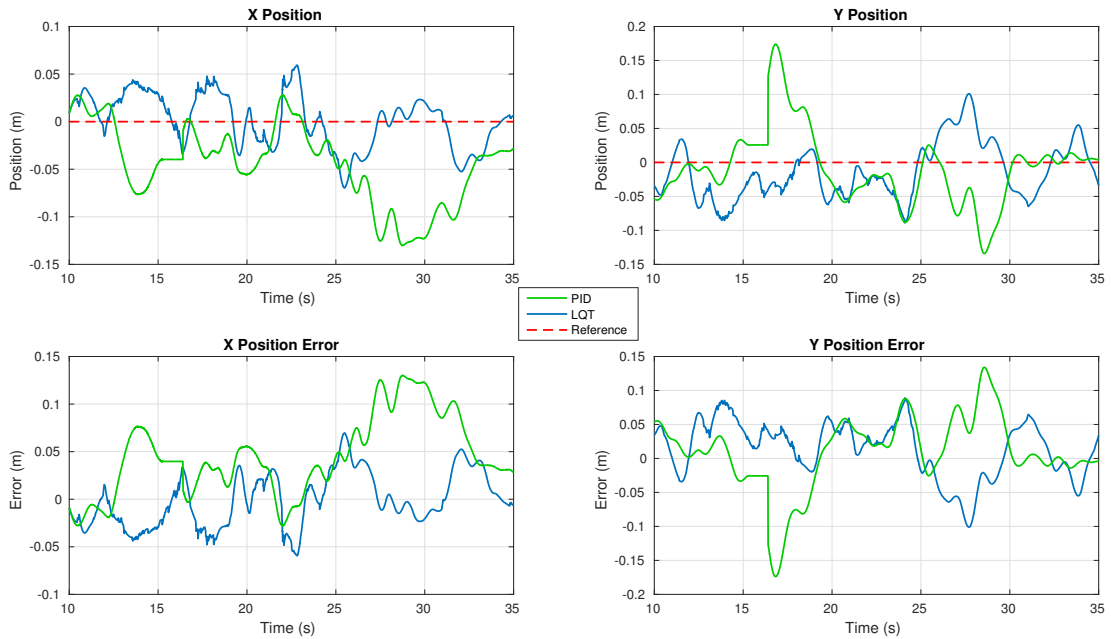 X Position
Position (m)
0.1
0.05
0
-0.05
-0.1
-0.15
10 15 20 25 30 35
Time (s)
Y Position
Position (m)
0.2
0.15
0.1
0.05
0
-0.05
-0.1
-0.15
10 15 20 25 30 35
Time (s)
PID
LQT
Reference
X Position Error
Error (m)
0.15
0.1
0.05
0
-0.05
-0.1
10 15 20 25 30 35
Time (s)
Y Position Error
Error (m)
0.15
0.1
0.05
0
-0.05
-0.1
-0.15
-0.2
10 15 20 25 30 35
Time (s)